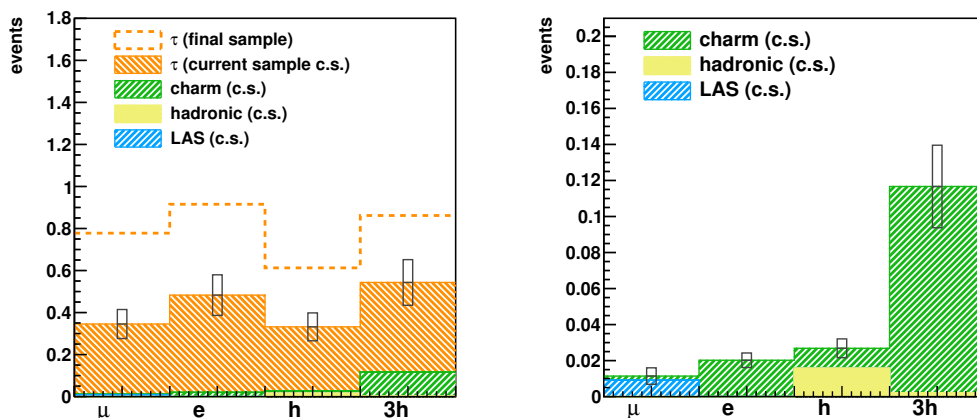 events
1.8
1.6
1.4
1.2
1
0.8
0.6
0.4
0.2
0
τ (final sample)
τ (current sample c.s.)
charm (c.s.)
hadronic (c.s.)
LAS (c.s.)
μ e h 3h
events
0.2
0.18
0.16
0.14
0.12
0.1
0.08
0.06
0.04
0.02
0
charm (c.s.)
hadronic (c.s.)
LAS (c.s.)
μ e h 3h